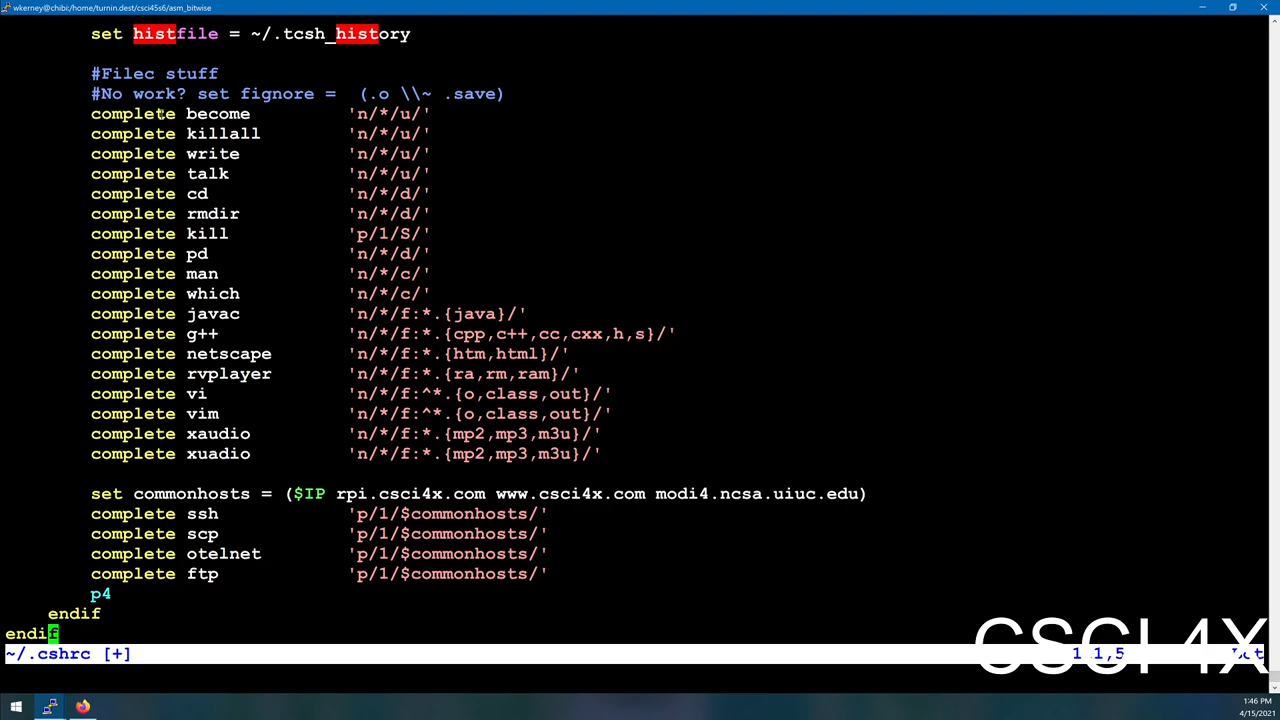 wkerney@chibi:/home/turnin.dest/csci45s6/asm_bitwise
set histfile = ~/.tcsh_history
#Filec stuff
#No work? set fignore =  (.o \\~ .save)
complete become 'n/*/u/'
complete killall 'n/*/u/'
complete write 'n/*/u/'
complete talk 'n/*/u/'
complete cd 'n/*/d/'
complete rmdir 'n/*/d/'
complete kill 'p/1/S/'
complete pd 'n/*/d/'
complete man 'n/*/c/'
complete which 'n/*/c/'
complete javac 'n/*/f:*.{java}/'
complete g++ 'n/*/f:*.{cpp,c++,cc,cxx,h,s}/'
complete netscape 'n/*/f:*.{htm,html}/'
complete rvplayer 'n/*/f:*.{ra,rm,ram}/'
complete vi 'n/*/f:^*.{o,class,out}/'
complete vim 'n/*/f:^*.{o,class,out}/'
complete xaudio 'n/*/f:*.{mp2,mp3,m3u}/'
complete xuadio 'n/*/f:*.{mp2,mp3,m3u}/'
set commonhosts = ($IP rpi.csci4x.com www.csci4x.com modi4.ncsa.uiuc.edu)
complete ssh 'p/1/$commonhosts/'
complete scp 'p/1/$commonhosts/'
complete otelnet 'p/1/$commonhosts/'
complete ftp 'p/1/$commonhosts/'
p4
endif
endif
~/.cshrc [+]
CSCI 4X
1:46 PM
4/15/2021